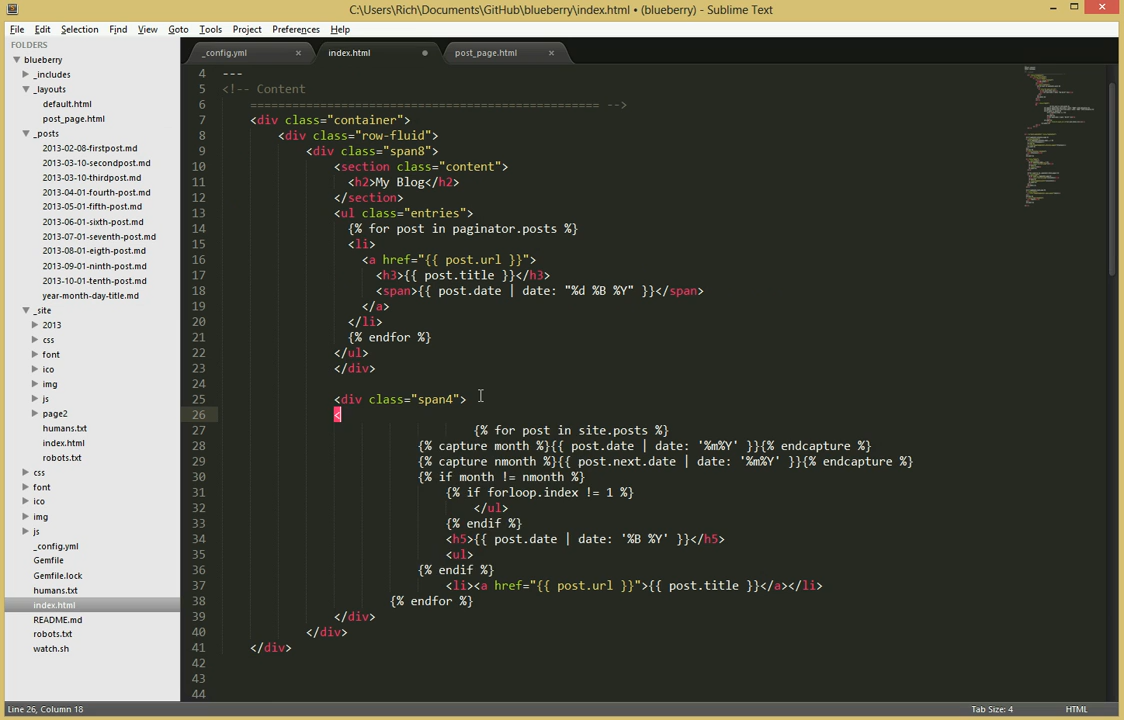 C:\Users\Rich\Documents\GitHub\blueberry\index.html • (blueberry) - Sublime Text
File Edit Selection Find View Goto Tools Project Preferences Help
FOLDERS
blueberry
_includes
_layouts
default.html
post_page.html
_posts
2013-02-08-firstpost.md
2013-03-10-secondpost.md
2013-03-10-thirdpost.md
2013-04-01-fourth-post.md
2013-05-01-fifth-post.md
2013-06-01-sixth-post.md
2013-07-01-seventh-post.md
2013-08-01-eigth-post.md
2013-09-01-ninth-post.md
2013-10-01-tenth-post.md
year-month-day-title.md
_site
2013
css
font
ico
img
js
page2
humans.txt
index.html
robots.txt
css
font
ico
img
js
_config.yml
Gemfile
Gemfile.lock
humans.txt
index.html
README.md
robots.txt
watch.sh
_config.yml × index.html • post_page.html ×
4 ---
5 <!-- Content
6 ================================================== -->
7 <div class="container">
8 <div class="row-fluid">
9 <div class="span8">
10 <section class="content">
11 <h2>My Blog</h2>
12 </section>
13 <ul class="entries">
14 {% for post in paginator.posts %}
15 <li>
16 <a href="{{ post.url }}">
17 <h3>{{ post.title }}</h3>
18 <span>{{ post.date | date: "%d %B %Y" }}</span>
19 </a>
20 </li>
21 {% endfor %}
22 </ul>
23 </div>
24
25 <div class="span4">
26 <
27 {% for post in site.posts %}
28 {% capture month %}{{ post.date | date: '%m%Y' }}{% endcapture %}
29 {% capture nmonth %}{{ post.next.date | date: '%m%Y' }}{% endcapture %}
30 {% if month != nmonth %}
31 {% if forloop.index != 1 %}
32 </ul>
33 {% endif %}
34 <h5>{{ post.date | date: '%B %Y' }}</h5>
35 <ul>
36 {% endif %}
37 <li><a href="{{ post.url }}">{{ post.title }}</a></li>
38 {% endfor %}
39 </div>
40 </div>
41 </div>
42
43
44
Line 26, Column 18 Tab Size: 4 HTML